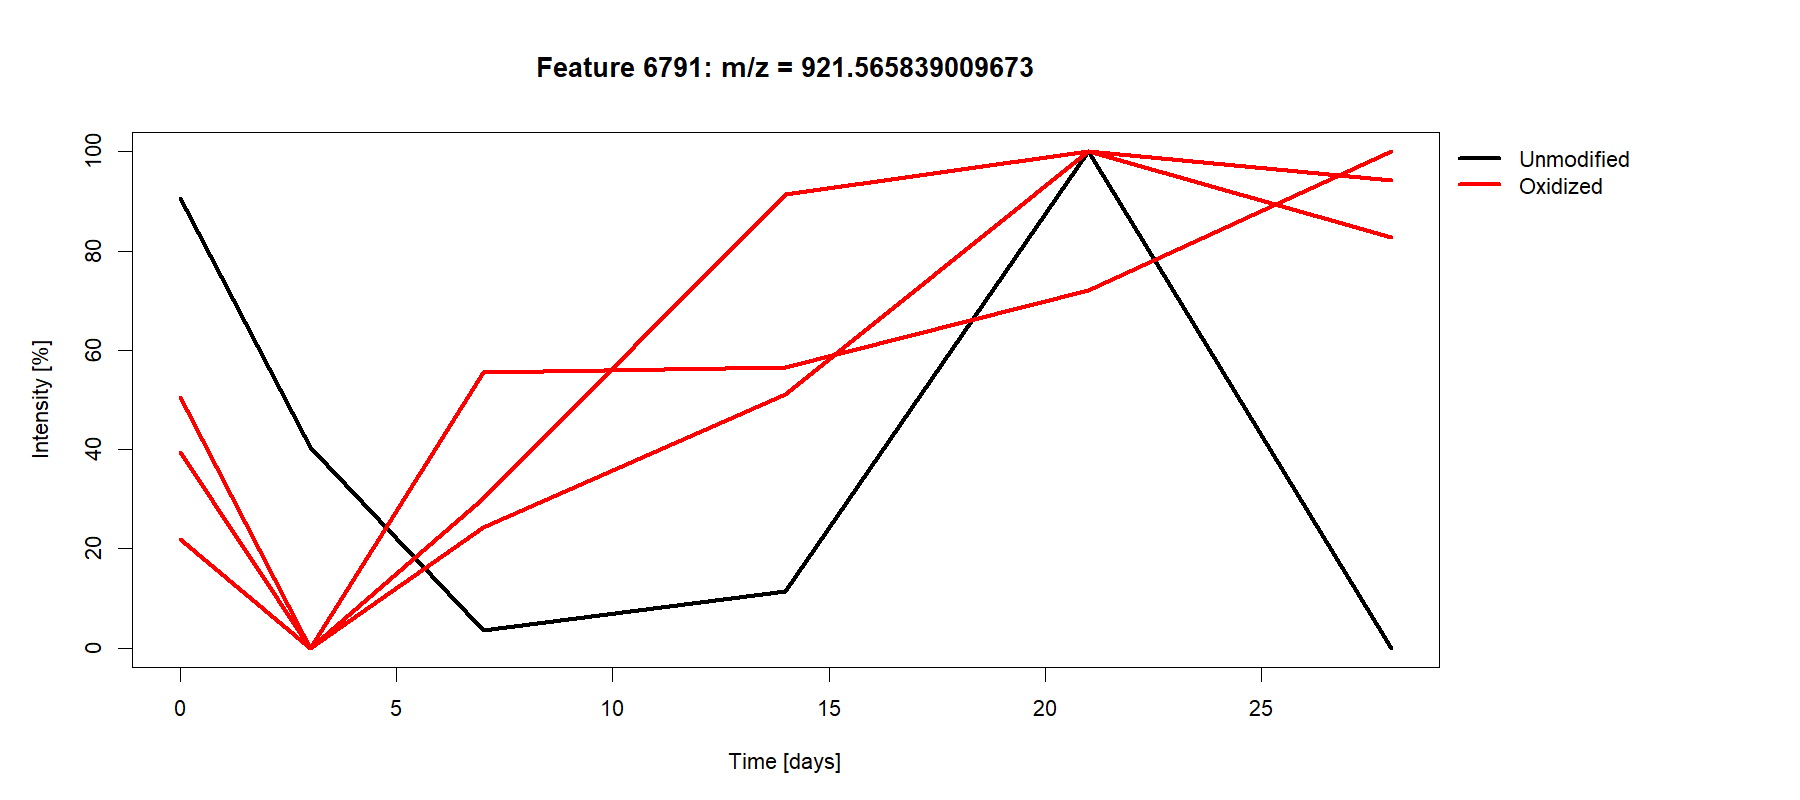 Feature 6791: m/z = 921.565839009673
Unmodified
Oxidized
Intensity [%]
100
80
60
40
20
0
0 5 10 15 20 25
Time [days]